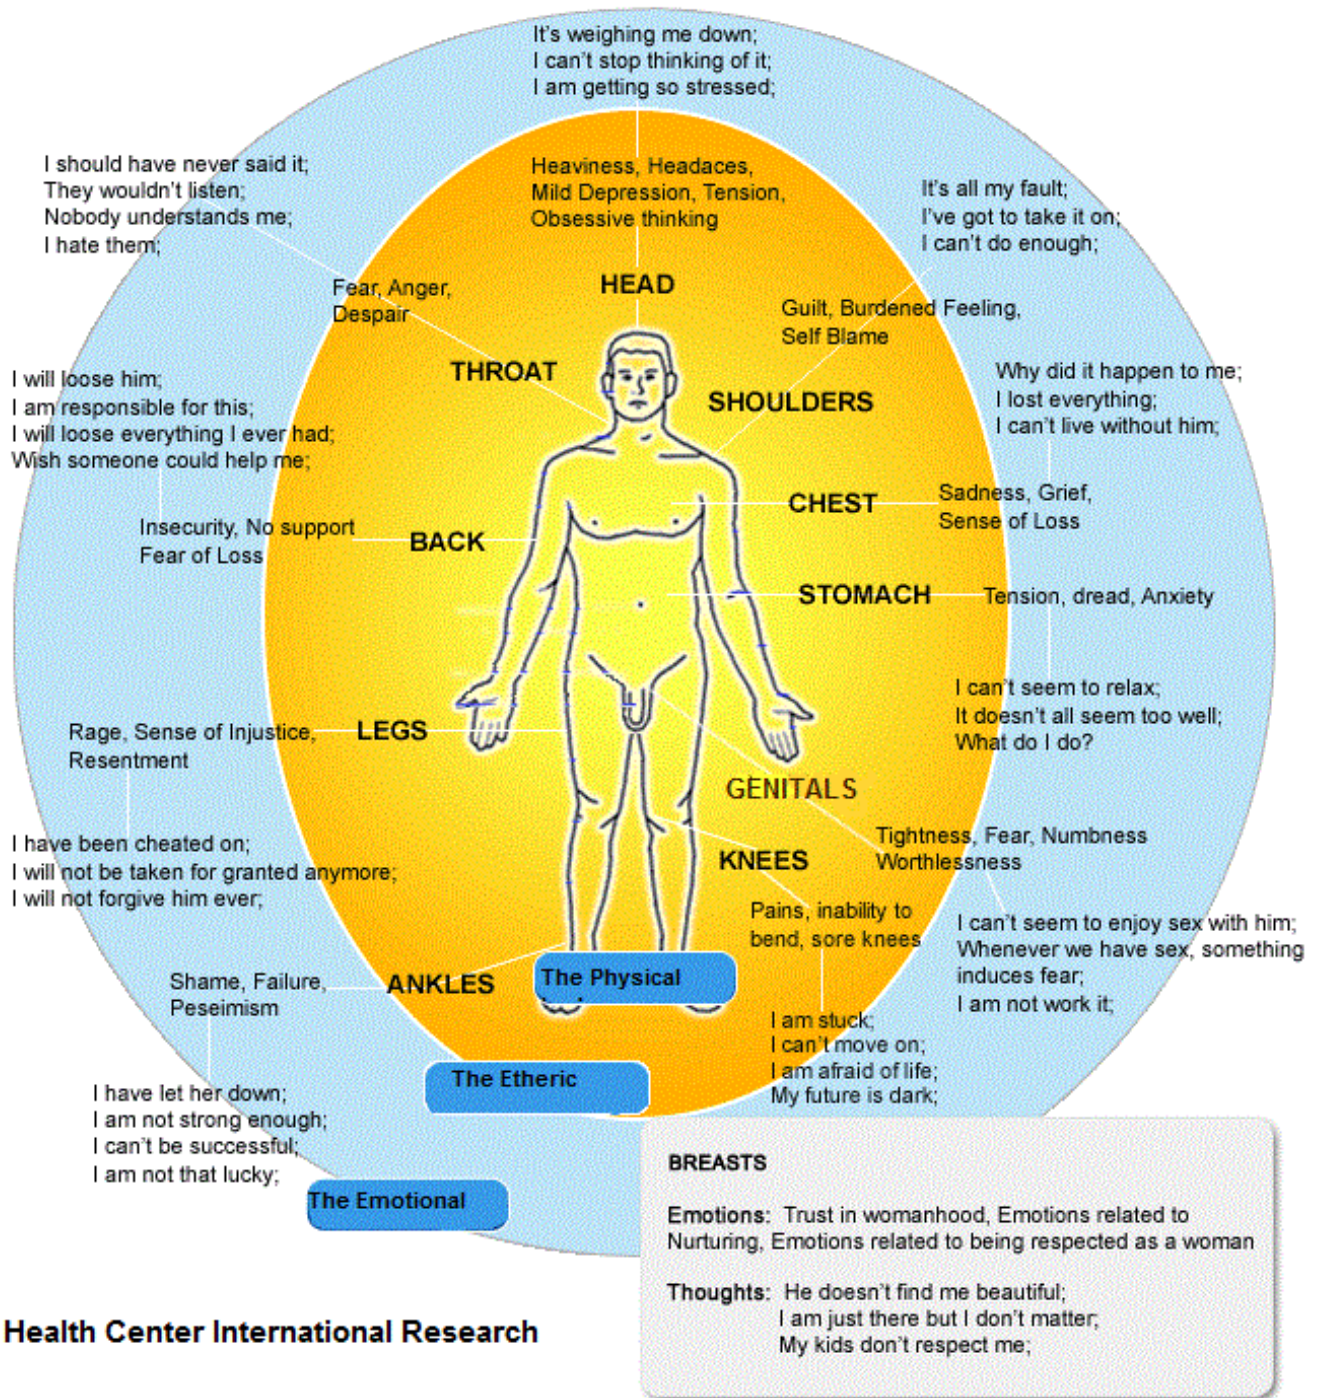 It's weighing me down;
I can't stop thinking of it;
I am getting so stressed;
Heaviness, Headaces,
Mild Depression, Tension,
Obsessive thinking
HEAD
I should have never said it;
They wouldn't listen;
Nobody understands me;
I hate them;
Fear, Anger,
Despair
THROAT
It's all my fault;
I've got to take it on;
I can't do enough;
Guilt, Burdened Feeling,
Self Blame
SHOULDERS
I will loose him;
I am responsible for this;
I will loose everything I ever had;
Wish someone could help me;
Insecurity, No support
Fear of Loss
BACK
Why did it happen to me;
I lost everything;
I can't live without him;
CHEST
Sadness, Grief,
Sense of Loss
STOMACH
Tension, dread, Anxiety
I can't seem to relax;
It doesn't all seem too well;
What do I do?
Rage, Sense of Injustice,
Resentment
LEGS
I have been cheated on;
I will not be taken for granted anymore;
I will not forgive him ever;
GENITALS
Tightness, Fear, Numbness
Worthlessness
I can't seem to enjoy sex with him;
Whenever we have sex, something
induces fear;
I am not work it;
KNEES
Pains, inability to
bend, sore knees
I am stuck;
I can't move on;
I am afraid of life;
My future is dark;
Shame, Failure,
Peseimism
ANKLES
I have let her down;
I am not strong enough;
I can't be successful;
I am not that lucky;
The Physical
The Etheric
The Emotional
BREASTS
Emotions: Trust in womanhood, Emotions related to
Nurturing, Emotions related to being respected as a woman
Thoughts: He doesn't find me beautiful;
I am just there but I don't matter;
My kids don't respect me;
Health Center International Research